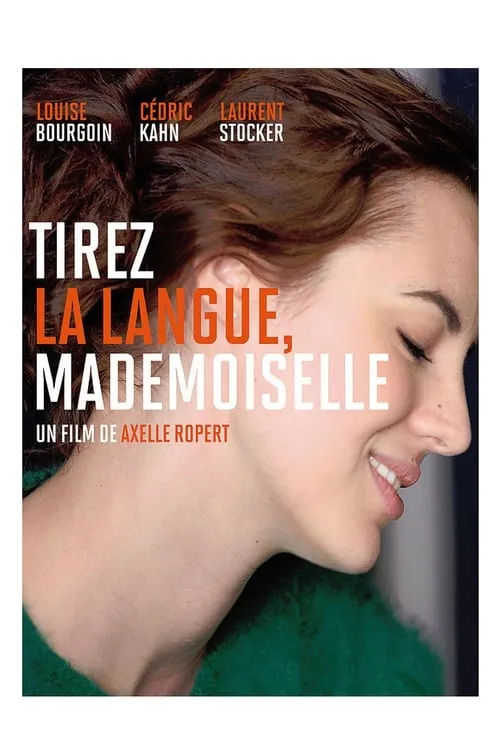 LOUISE CÉDRIC LAURENT
BOURGOIN KAHN STOCKER
TIREZ
LA LANGUE,
MADEMOISELLE
UN FILM DE AXELLE ROPERT